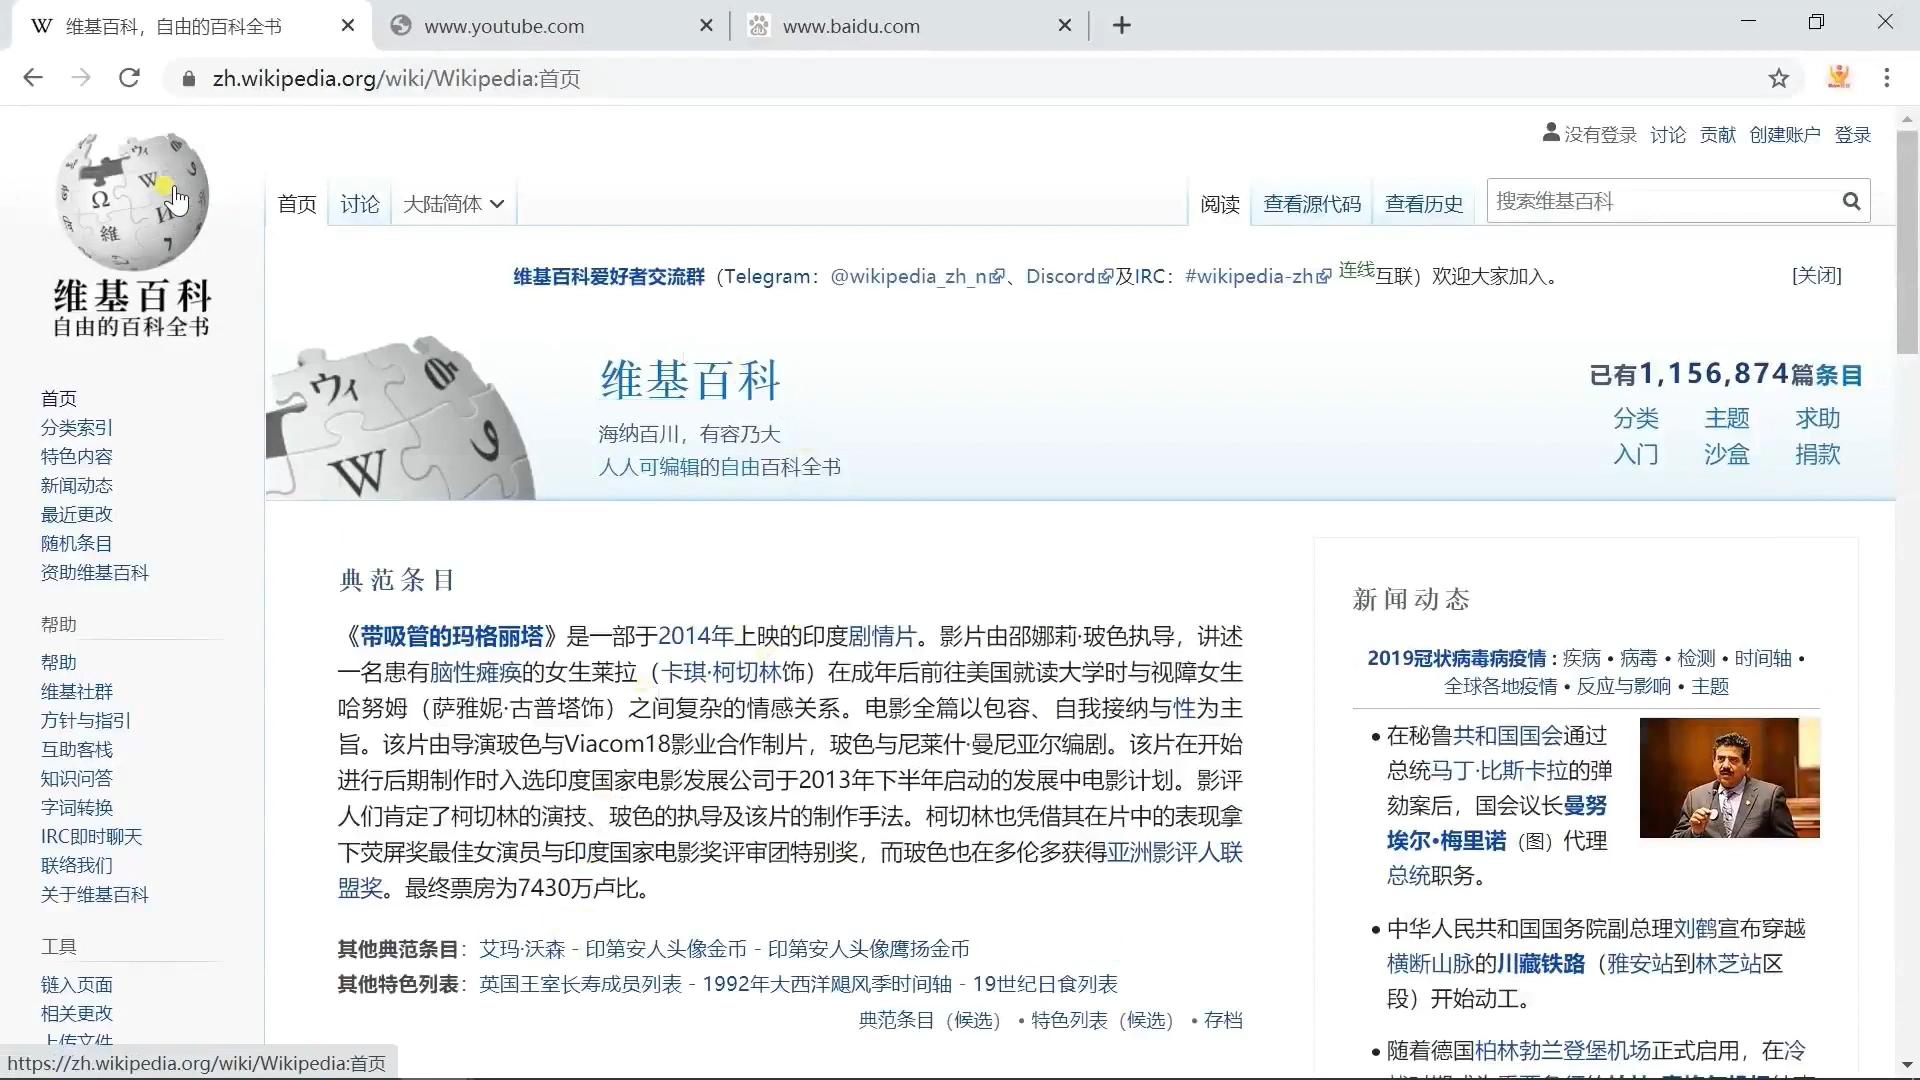 维基百科，自由的百科全书
www.youtube.com
www.baidu.com
zh.wikipedia.org/wiki/Wikipedia:首页
没有登录 讨论 贡献 创建账户 登录
首页 讨论 大陆简体 阅读 查看源代码 查看历史 搜索维基百科
维基百科
自由的百科全书
维基百科爱好者交流群（Telegram：@wikipedia_zh_n、Discord及IRC：#wikipedia-zh 连线互联）欢迎大家加入。 [关闭]
维基百科
海纳百川，有容乃大
人人可编辑的自由百科全书
已有1,156,874篇条目
分类 主题 求助
入门 沙盒 捐款
首页
分类索引
特色内容
新闻动态
最近更改
随机条目
资助维基百科
帮助
帮助
维基社群
方针与指引
互助客栈
知识问答
字词转换
IRC即时聊天
联络我们
关于维基百科
工具
链入页面
相关更改
上传文件
典范条目
《带吸管的玛格丽塔》是一部于2014年上映的印度剧情片。影片由邵娜莉·玻色执导，讲述
一名患有脑性瘫痪的女生莱拉（卡琪·柯切林饰）在成年后前往美国就读大学时与视障女生
哈努姆（萨雅妮·古普塔饰）之间复杂的情感关系。电影全篇以包容、自我接纳与性为主
旨。该片由导演玻色与Viacom18影业合作制片，玻色与尼莱什·曼尼亚尔编剧。该片在开始
进行后期制作时入选印度国家电影发展公司于2013年下半年启动的发展中电影计划。影评
人们肯定了柯切林的演技、玻色的执导及该片的制作手法。柯切林也凭借其在片中的表现拿
下荧屏奖最佳女演员与印度国家电影奖评审团特别奖，而玻色也在多伦多获得亚洲影评人联
盟奖。最终票房为7430万卢比。
其他典范条目：艾玛·沃森 - 印第安人头像金币 - 印第安人头像鹰扬金币
其他特色列表：英国王室长寿成员列表 - 1992年大西洋飓风季时间轴 - 19世纪日食列表
典范条目（候选） • 特色列表（候选） • 存档
新闻动态
2019冠状病毒病疫情：疾病 • 病毒 • 检测 • 时间轴 •
全球各地疫情 • 反应与影响 • 主题
• 在秘鲁共和国国会通过
总统马丁·比斯卡拉的弹
劾案后，国会议长曼努
埃尔·梅里诺（图）代理
总统职务。
• 中华人民共和国国务院副总理刘鹤宣布穿越
横断山脉的川藏铁路（雅安站到林芝站区
段）开始动工。
• 随着德国柏林勃兰登堡机场正式启用，在冷
https://zh.wikipedia.org/wiki/Wikipedia:首页